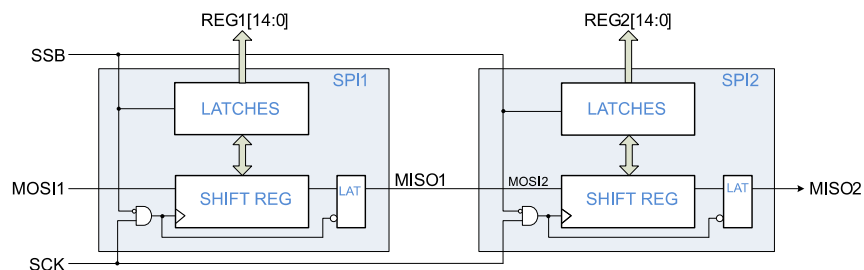 REG1[14:0] REG2[14:0]
SSB
SPI1 SPI2
LATCHES LATCHES
MOSI1 SHIFT REG LAT MISO1 MOSI2 SHIFT REG LAT MISO2
SCK